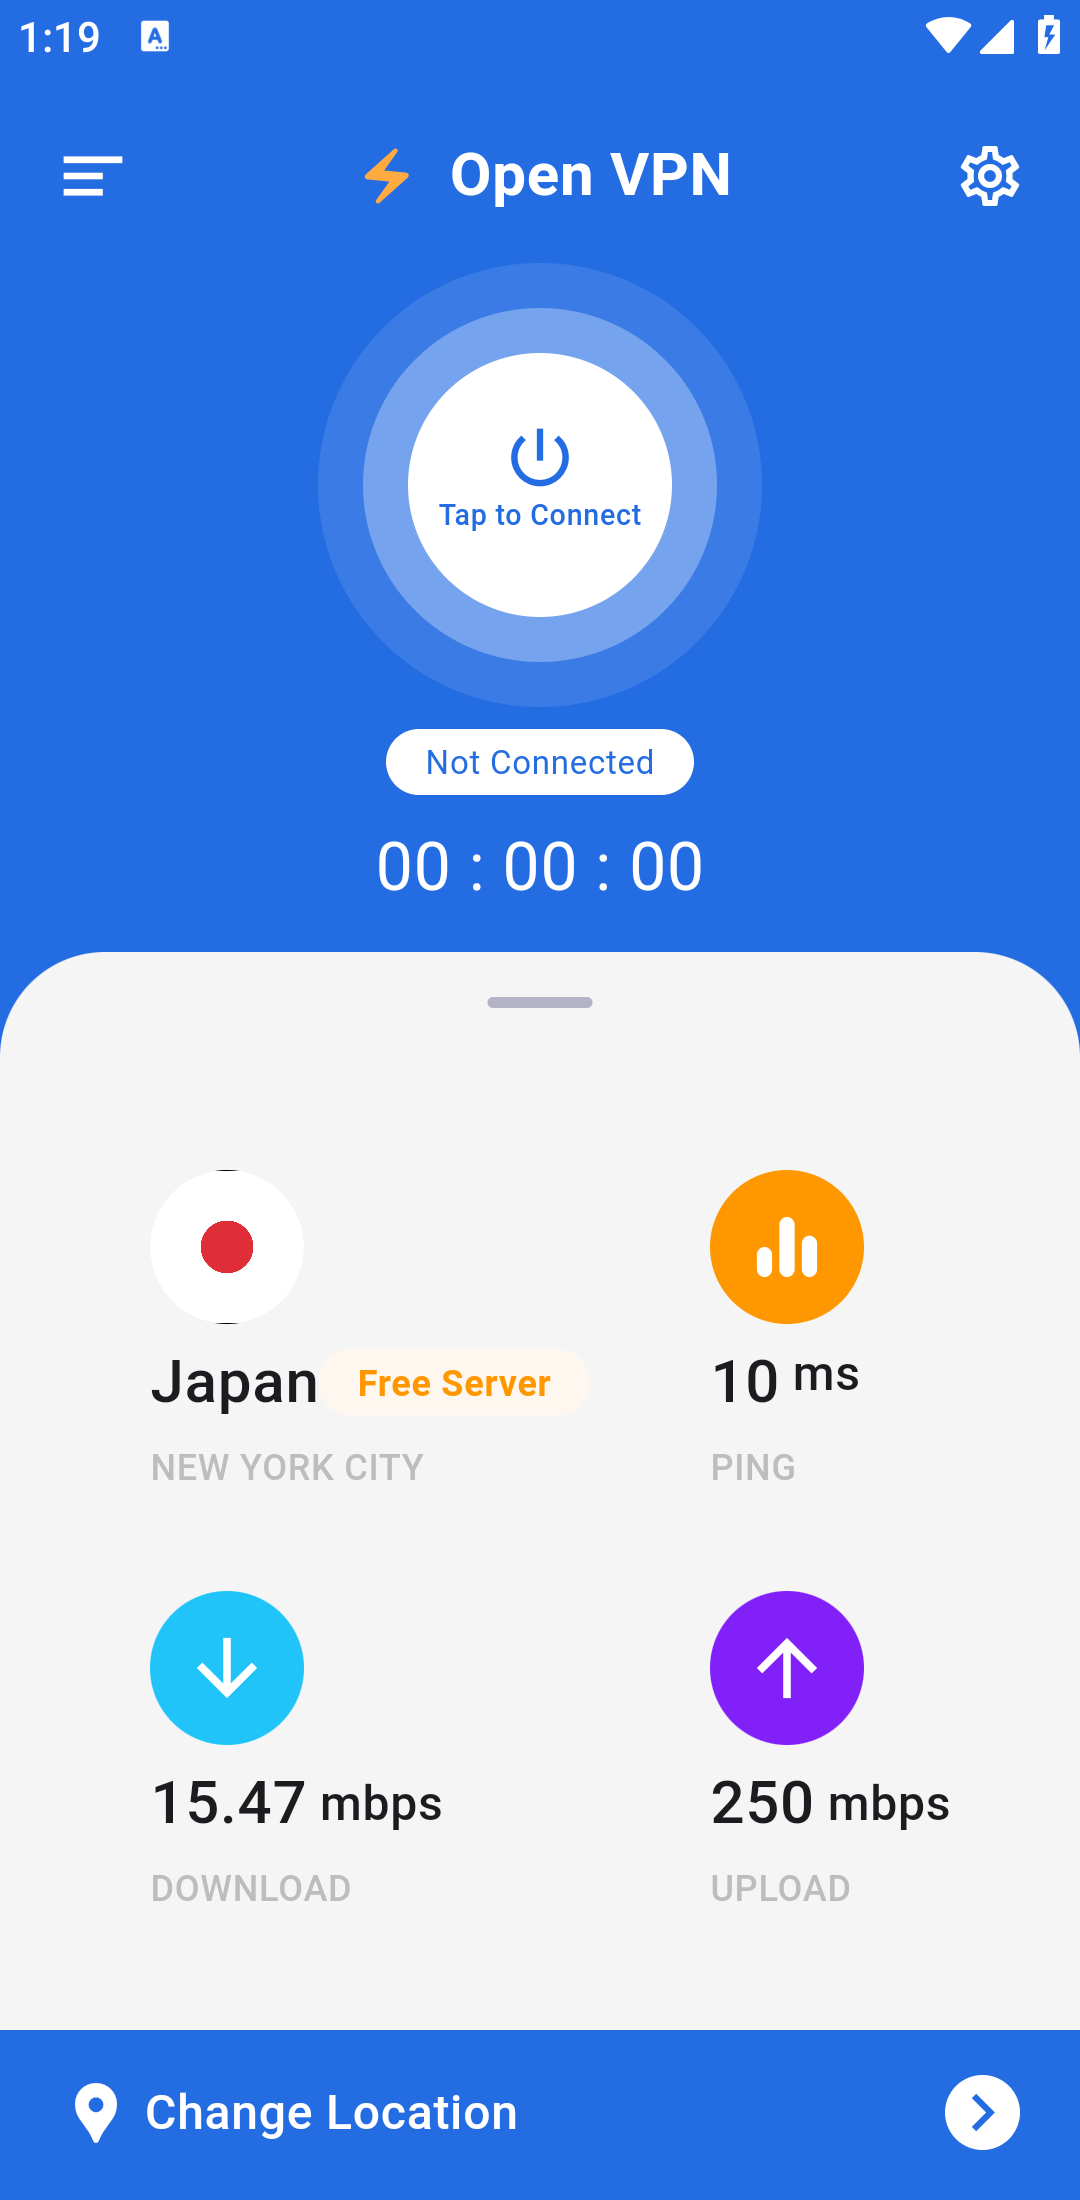 1:19
Open VPN
Tap to Connect
Not Connected
00 : 00 : 00
Japan Free Server
10 ms
NEW YORK CITY
PING
15.47 mbps
250 mbps
DOWNLOAD
UPLOAD
Change Location